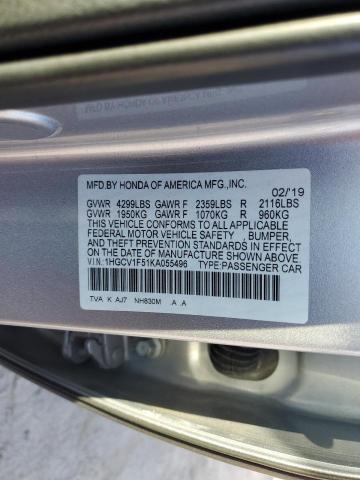 MFD.BY HONDA OF AMERICA MFG.,INC. 02/'19
GVWR 4299LBS GAWR F 2359LBS R 2116LBS
GVWR 1950KG GAWR F 1070KG R 960KG
THIS VEHICLE CONFORMS TO ALL APPLICABLE
FEDERAL MOTOR VEHICLE SAFETY, BUMPER,
AND THEFT PREVENTION STANDARDS IN EFFECT
ON THE DATE OF MANUFACTURE SHOWN ABOVE.
VIN:1HGCV1F51KA055496 TYPE:PASSENGER CAR
TVA K AJ7 NH830M .A .A